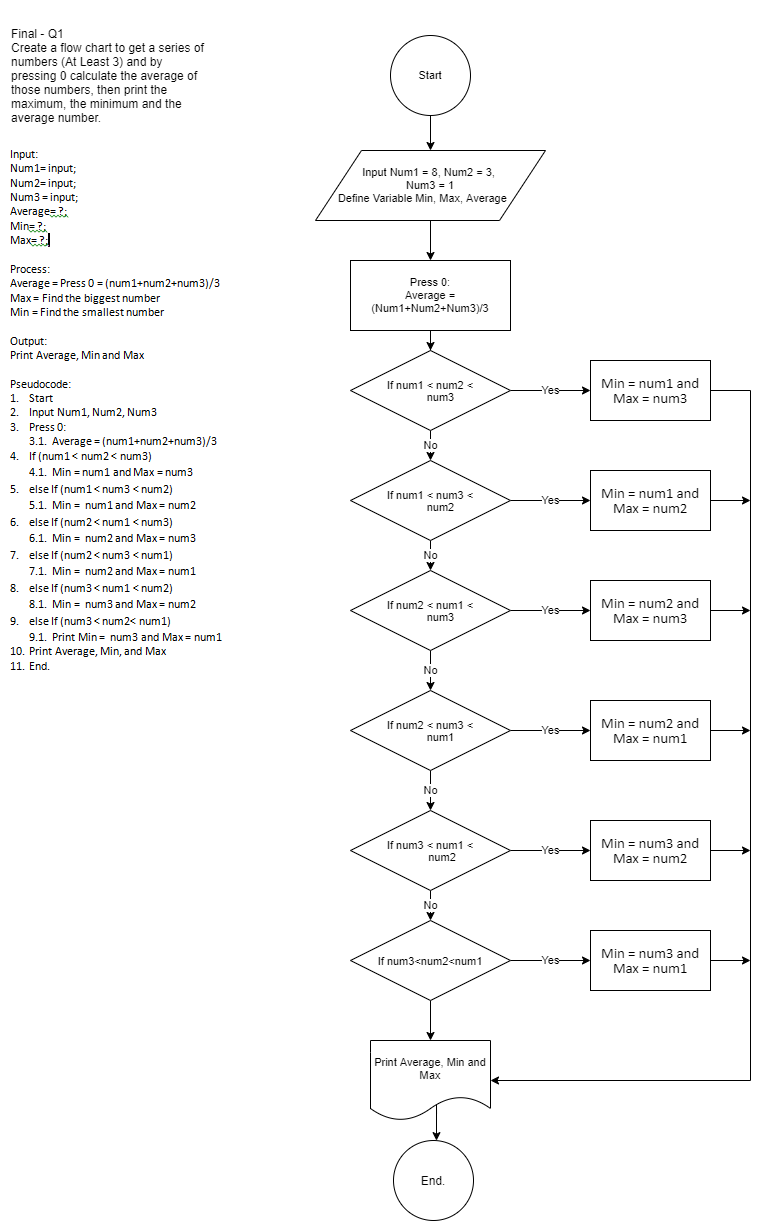 Final - Q1
Create a flow chart to get a series of
numbers (At Least 3) and by
pressing 0 calculate the average of
those numbers, then print the
maximum, the minimum and the
average number.
Input:
Num1= input;
Num2= input;
Num3 = input;
Average= ?;
Min= ?;
Max= ?;
Process:
Average = Press 0 = (num1+num2+num3)/3
Max = Find the biggest number
Min = Find the smallest number
Output:
Print Average, Min and Max
Pseudocode:
1. Start
2. Input Num1, Num2, Num3
3. Press 0:
3.1. Average = (num1+num2+num3)/3
4. If (num1 < num2 < num3)
4.1. Min = num1 and Max = num3
5. else If (num1 < num3 < num2)
5.1. Min = num1 and Max = num2
6. else If (num2 < num1 < num3)
6.1. Min = num2 and Max = num3
7. else If (num2 < num3 < num1)
7.1. Min = num2 and Max = num1
8. else If (num3 < num1 < num2)
8.1. Min = num3 and Max = num2
9. else If (num3 < num2< num1)
9.1. Print Min = num3 and Max = num1
10. Print Average, Min, and Max
11. End.
Start
Input Num1 = 8, Num2 = 3,
Num3 = 1
Define Variable Min, Max, Average
Press 0:
Average =
(Num1+Num2+Num3)/3
If num1 < num2 <
num3
Yes
Min = num1 and
Max = num3
No
If num1 < num3 <
num2
Yes
Min = num1 and
Max = num2
No
If num2 < num1 <
num3
Yes
Min = num2 and
Max = num3
No
If num2 < num3 <
num1
Yes
Min = num2 and
Max = num1
No
If num3 < num1 <
num2
Yes
Min = num3 and
Max = num2
No
If num3<num2<num1
Yes
Min = num3 and
Max = num1
Print Average, Min and
Max
End.